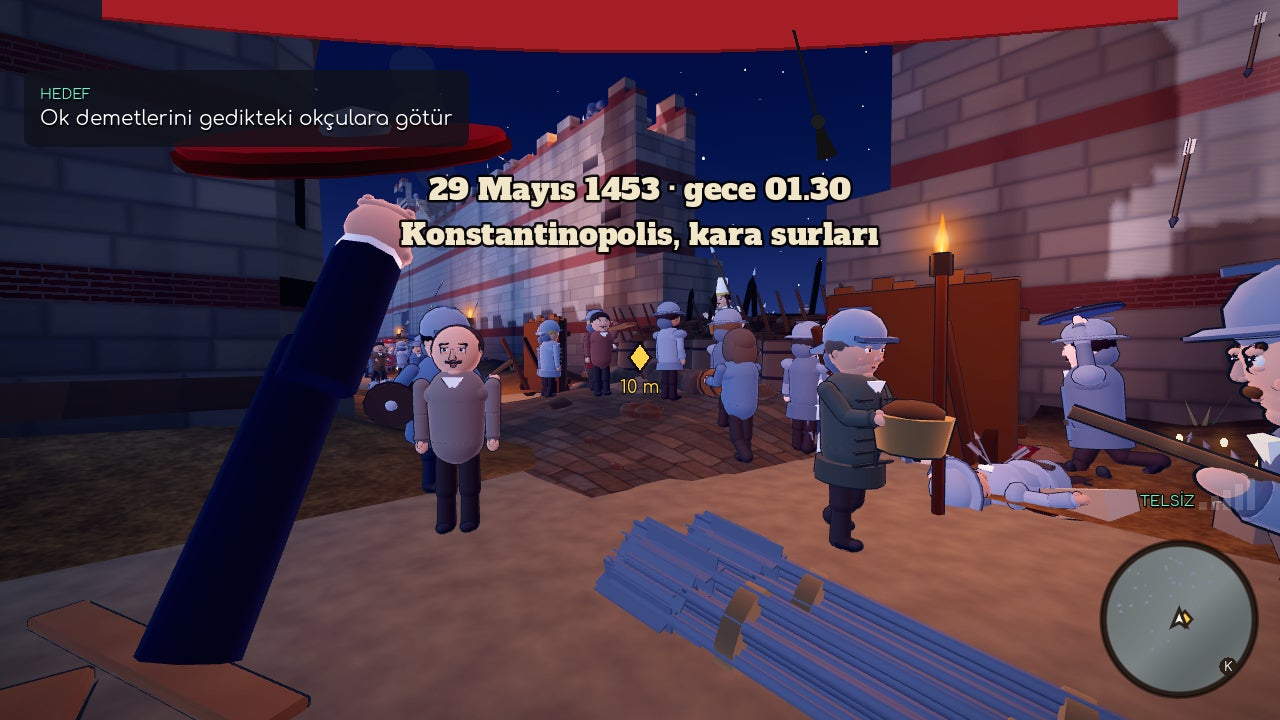 HEDEF
Ok demetlerini gedikteki okçulara götür
29 Mayıs 1453 · gece 01.30
Konstantinopolis, kara surları
10 m
TELSİZ
K